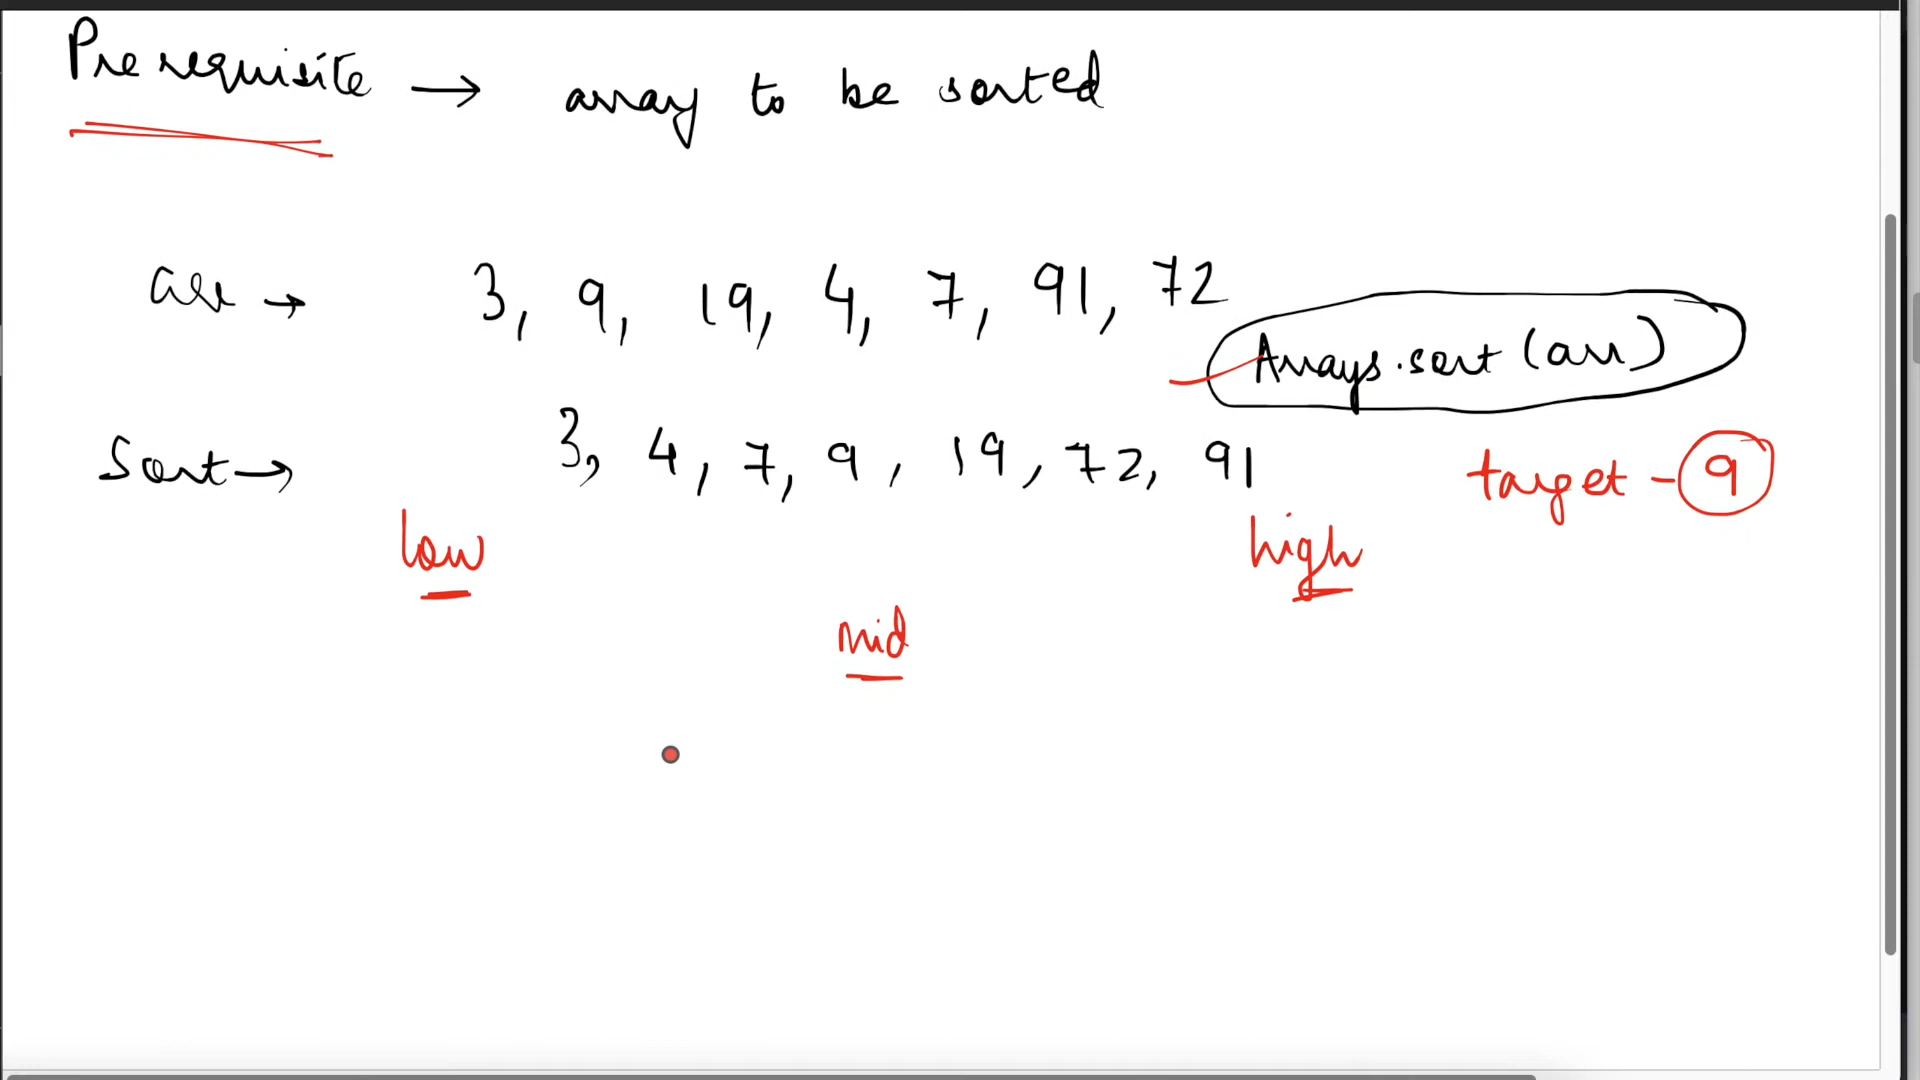 Prerequisite → array to be sorted
arr → 3, 9, 19, 4, 7, 91, 72
Arrays.sort (arr)
Sort → 3, 4, 7, 9, 19, 72, 91
target - 9
low high
mid